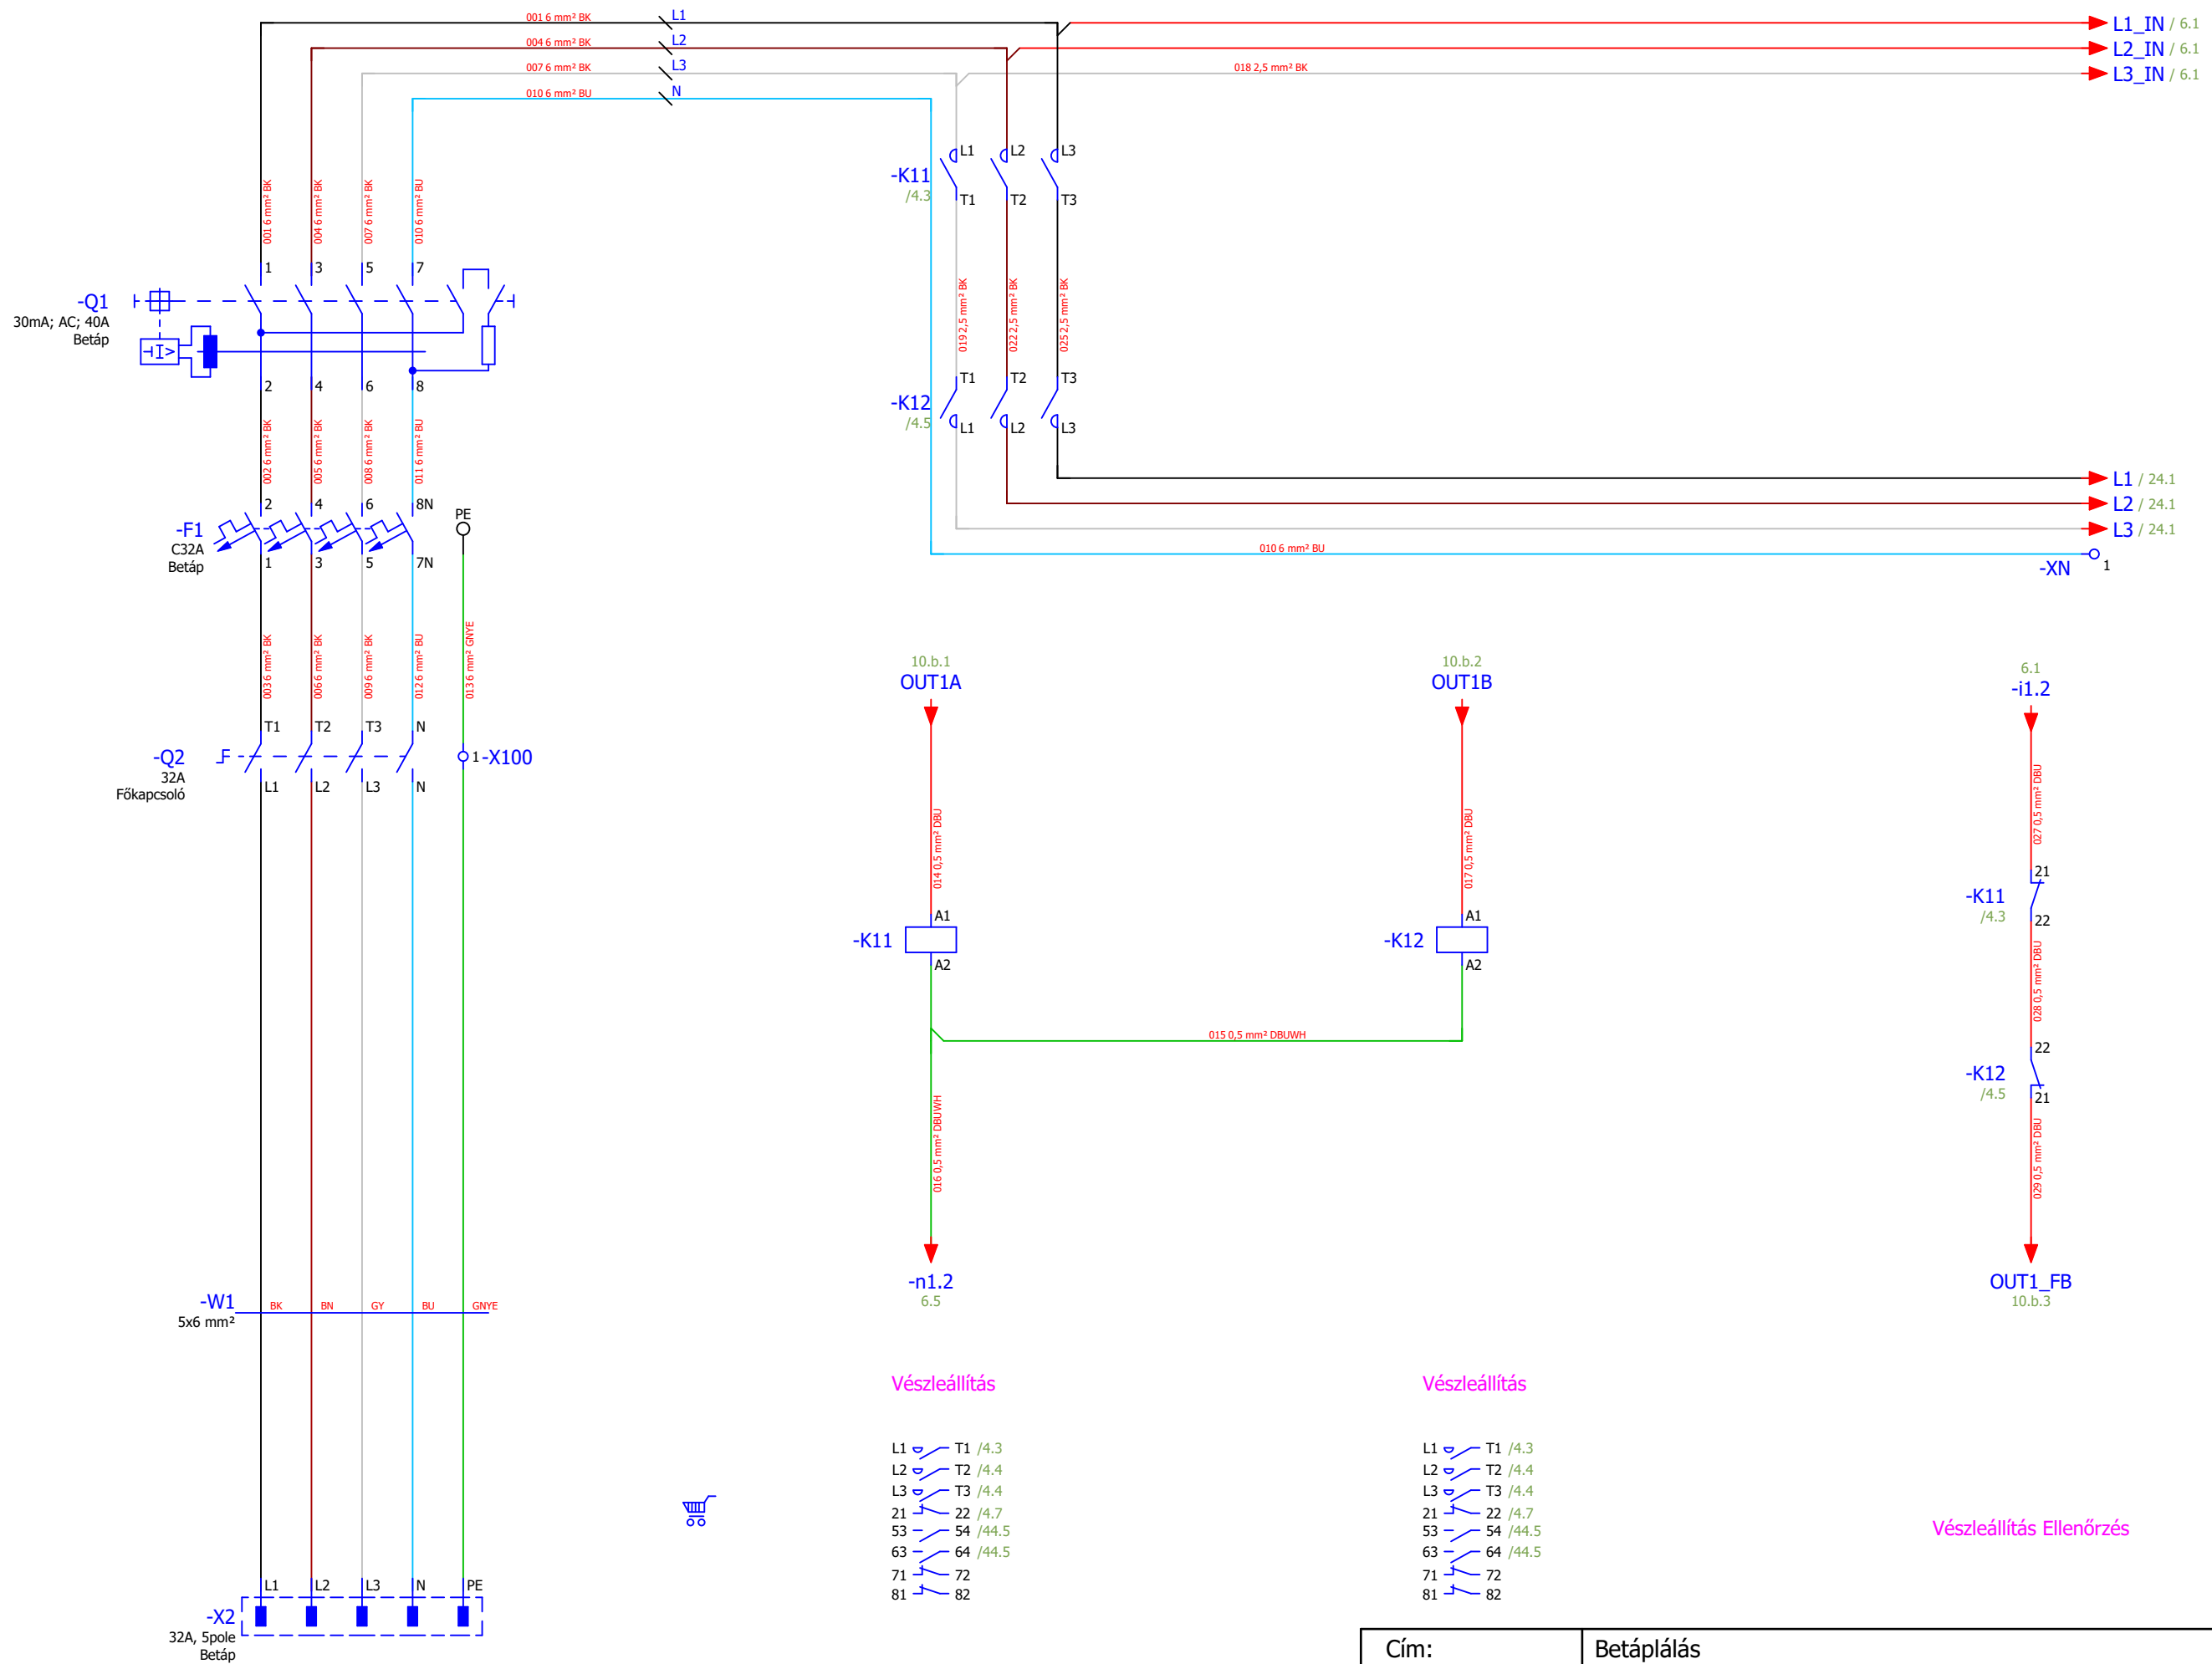 001 6 mm² BK
L1
L1_IN / 6.1
004 6 mm² BK
L2
L2_IN / 6.1
007 6 mm² BK
L3
018 2,5 mm² BK
L3_IN / 6.1
010 6 mm² BU
N
001 6 mm² BK
004 6 mm² BK
007 6 mm² BK
010 6 mm² BU
-K11
/4.3
L1
L2
L3
T1
T2
T3
1
3
5
7
-Q1
30mA; AC; 40A
Betáp
I
2
4
6
8
019 2,5 mm² BK
022 2,5 mm² BK
025 2,5 mm² BK
-K12
/4.5
T1
T2
T3
L1
L2
L3
002 6 mm² BK
005 6 mm² BK
008 6 mm² BK
011 6 mm² BU
L1 / 24.1
L2 / 24.1
L3 / 24.1
010 6 mm² BU
-XN
1
2
4
6
8N
PE
-F1
C32A
Betáp
1
3
5
7N
003 6 mm² BK
006 6 mm² BK
009 6 mm² BK
012 6 mm² BU
013 6 mm² GNYE
T1
T2
T3
N
-Q2
32A
Főkapcsoló
1
-X100
L1
L2
L3
N
10.b.1
OUT1A
10.b.2
OUT1B
6.1
-i1.2
014 0,5 mm² DBU
017 0,5 mm² DBU
027 0,5 mm² DBU
-K11
A1
A2
-K12
A1
A2
-K11
/4.3
21
22
028 0,5 mm² DBU
015 0,5 mm² DBUWH
-K12
/4.5
22
21
016 0,5 mm² DBUWH
029 0,5 mm² DBU
-n1.2
6.5
OUT1_FB
10.b.3
-W1
5x6 mm²
BK
BN
GY
BU
GNYE
Vészleállítás
Vészleállítás
L1 T1 /4.3
L2 T2 /4.4
L3 T3 /4.4
21 22 /4.7
53 54 /44.5
63 64 /44.5
71 72
81 82
L1 T1 /4.3
L2 T2 /4.4
L3 T3 /4.4
21 22 /4.7
53 54 /44.5
63 64 /44.5
71 72
81 82
Vészleállítás Ellenőrzés
L1
L2
L3
N
PE
-X2
32A, 5pole
Betáp
Cím:
Betáplálás